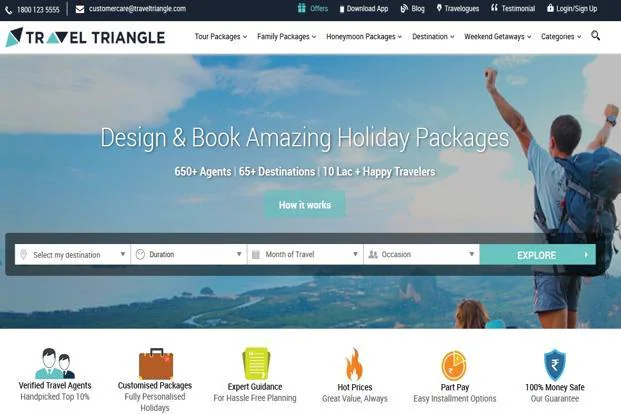 1800 123 5555 customercare@traveltriangle.com Offers Download App Blog Travelogues Testimonial Login/Sign Up
TRAVEL TRIANGLE Tour Packages Family Packages Honeymoon Packages Destination Weekend Getaways Categories
Design & Book Amazing Holiday Packages
650+ Agents | 65+ Destinations | 10 Lac + Happy Travelers
How it works
Select my destination Duration Month of Travel Occasion EXPLORE
Verified Travel Agents Customised Packages Expert Guidance Hot Prices Part Pay 100% Money Safe
Handpicked Top 10% Fully Personalised For Hassle Free Planning Great Value, Always Easy Installment Options Our Guarantee
Holidays